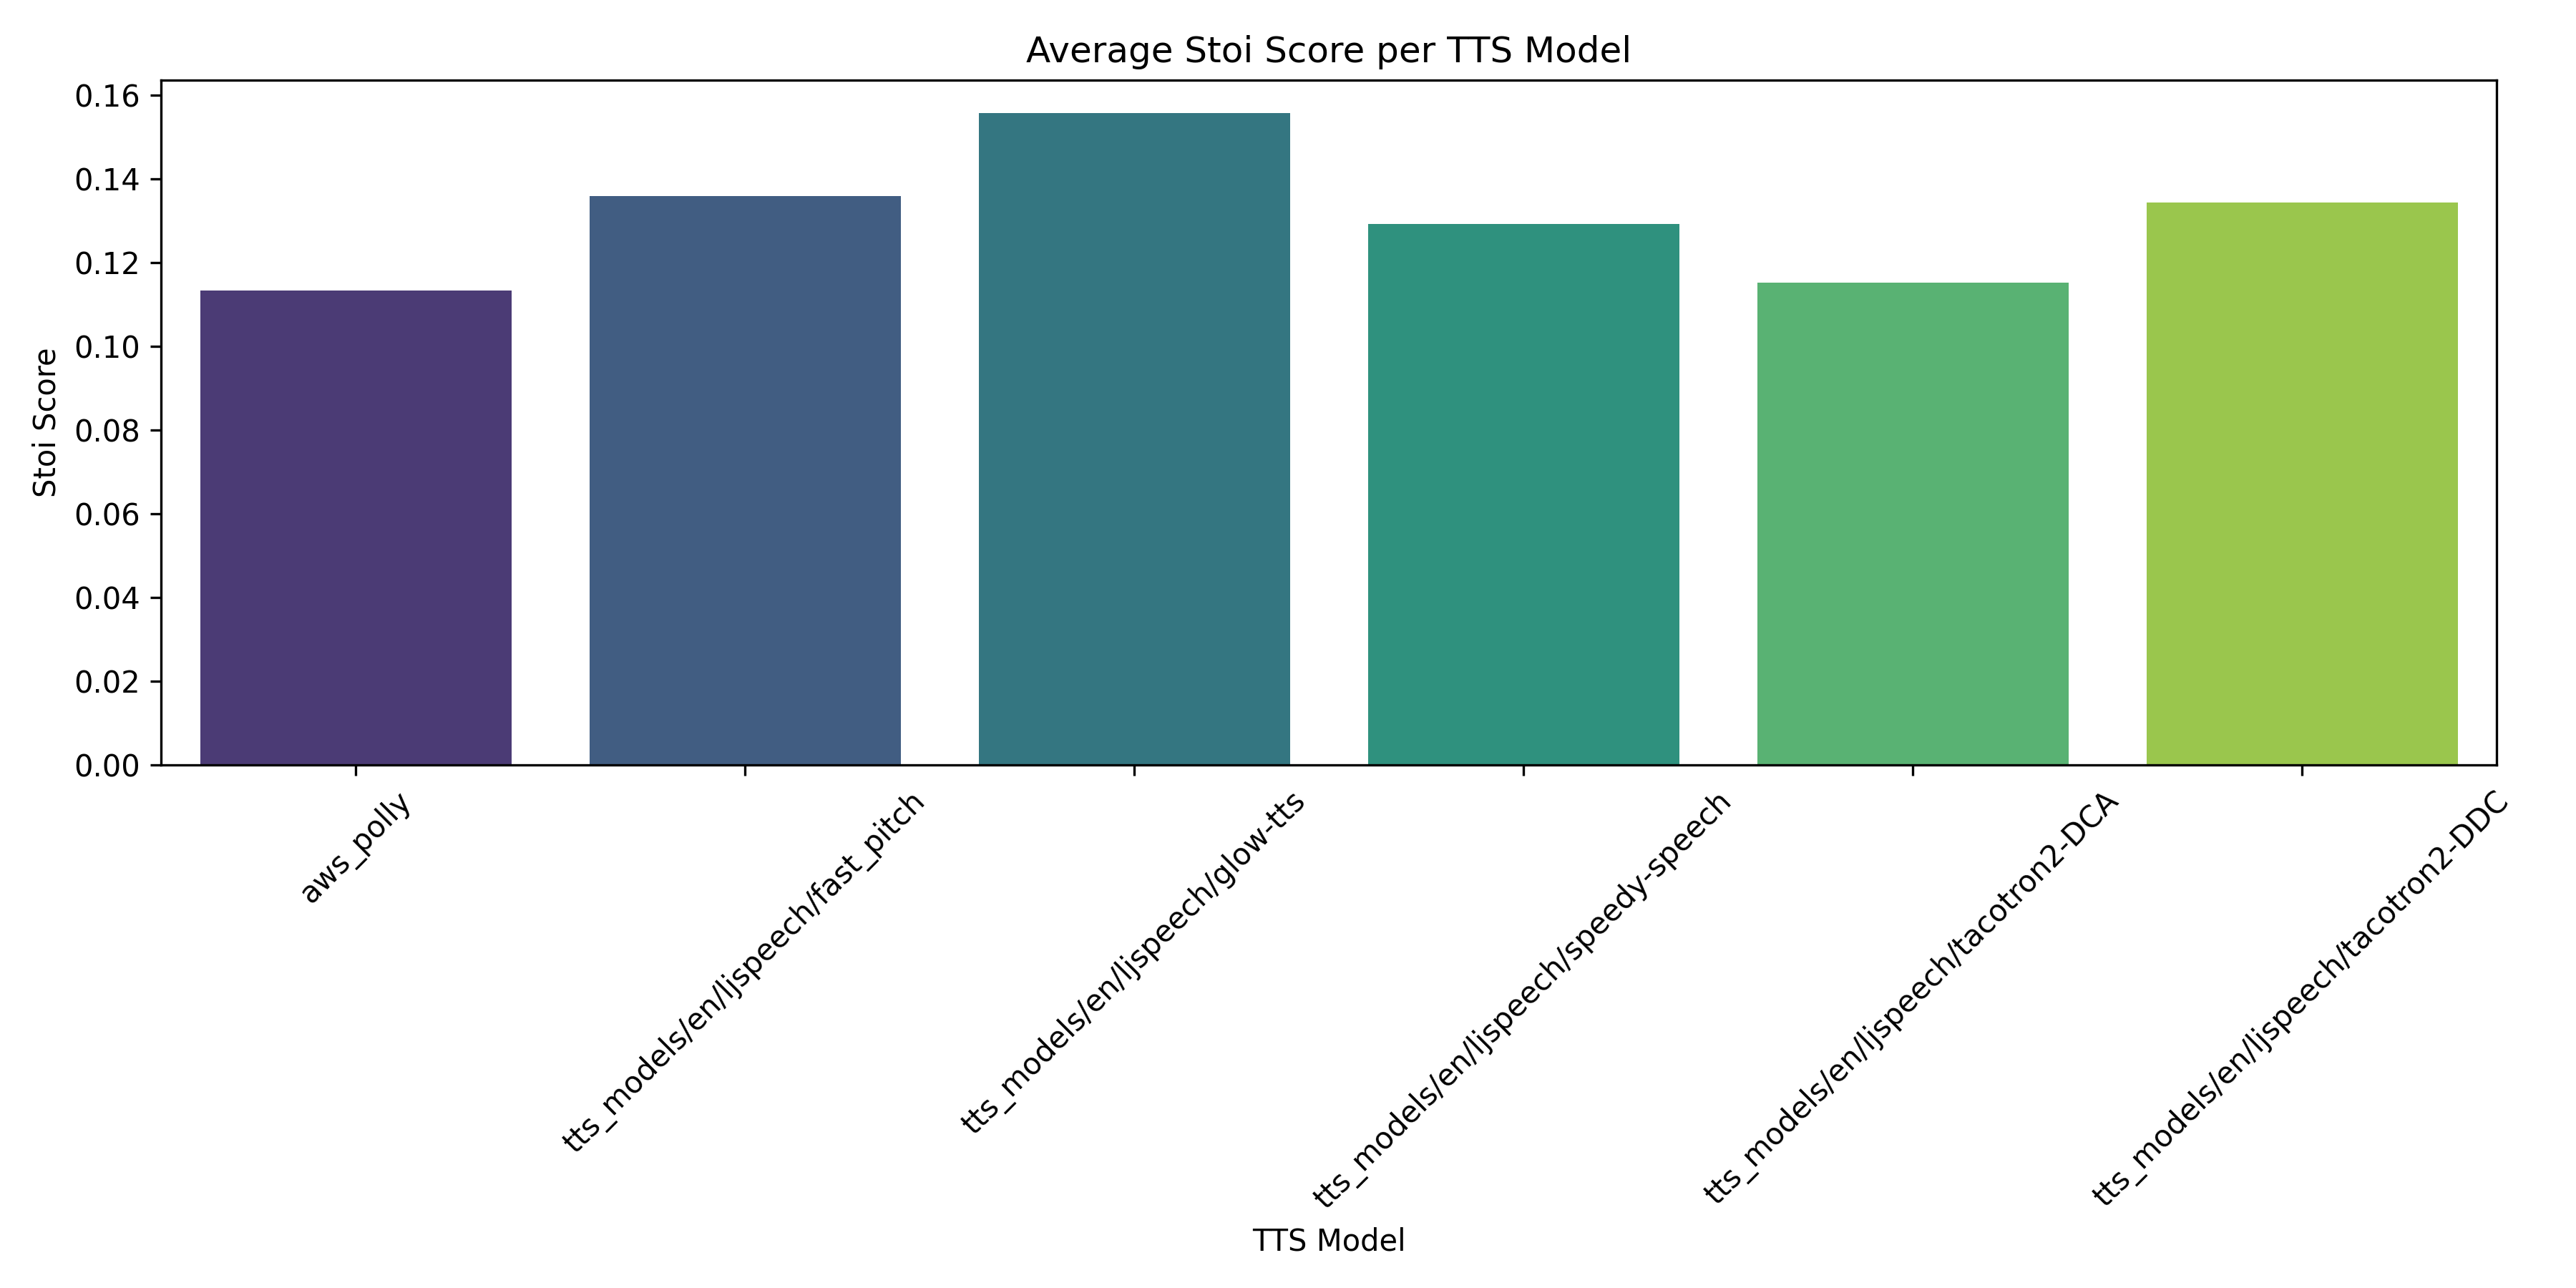 Average Stoi Score per TTS Model
Stoi Score
0.16
0.14
0.12
0.10
0.08
0.06
0.04
0.02
0.00
aws_polly
tts_models/en/ljspeech/fast_pitch
tts_models/en/ljspeech/glow-tts
tts_models/en/ljspeech/speedy-speech
tts_models/en/ljspeech/tacotron2-DCA
tts_models/en/ljspeech/tacotron2-DDC
TTS Model